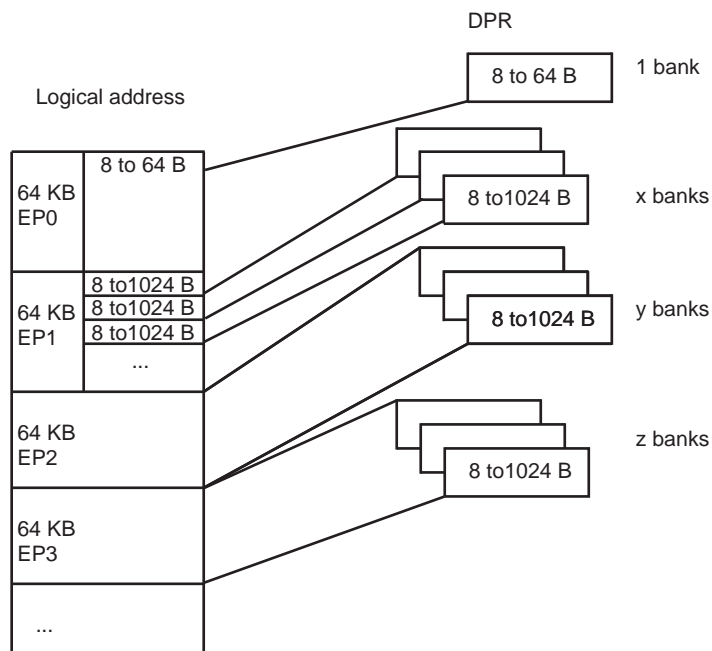 DPR
8 to 64 B
1 bank
Logical address
8 to 64 B
64 KB
EP0
8 to1024 B
x banks
8 to1024 B
8 to1024 B
8 to1024 B
...
64 KB
EP1
8 to1024 B
y banks
64 KB
EP2
8 to1024 B
z banks
64 KB
EP3
...